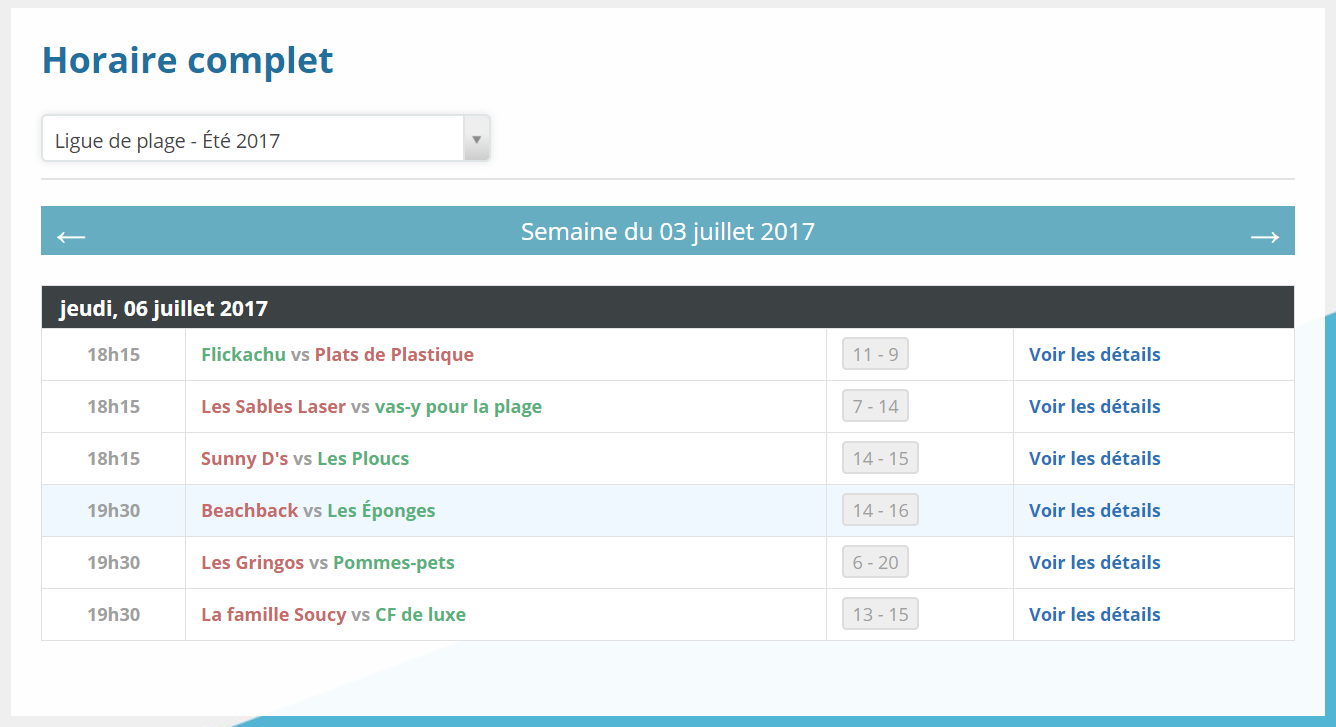 Horaire complet
Ligue de plage - Été 2017
← Semaine du 03 juillet 2017 →
jeudi, 06 juillet 2017
18h15 Flickachu vs Plats de Plastique 11 - 9 Voir les détails
18h15 Les Sables Laser vs vas-y pour la plage 7 - 14 Voir les détails
18h15 Sunny D's vs Les Ploucs 14 - 15 Voir les détails
19h30 Beachback vs Les Éponges 14 - 16 Voir les détails
19h30 Les Gringos vs Pommes-pets 6 - 20 Voir les détails
19h30 La famille Soucy vs CF de luxe 13 - 15 Voir les détails